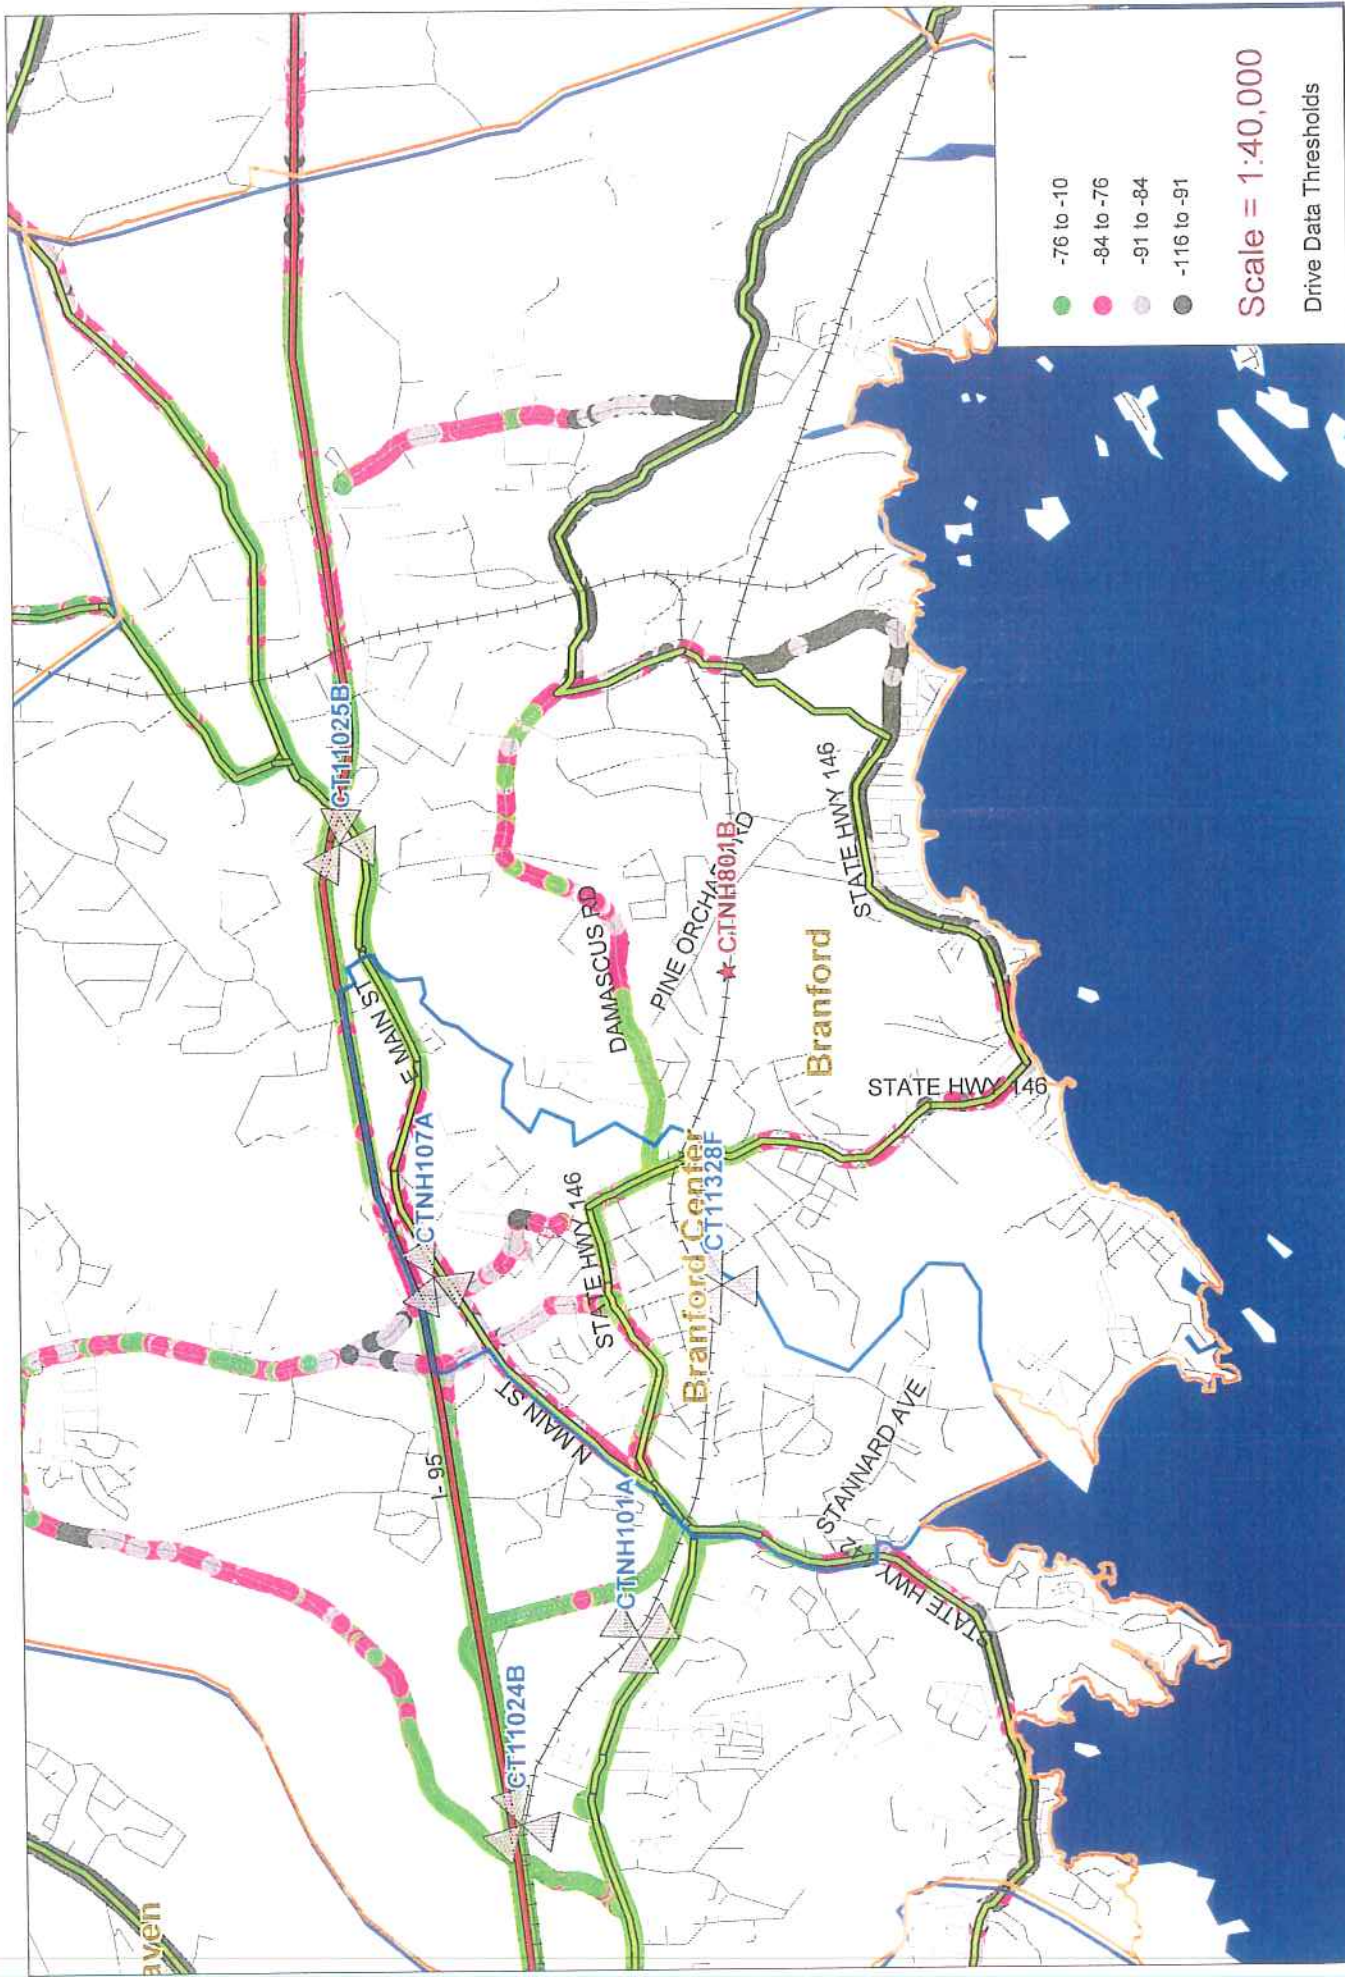 aven
CT11024B
I-95
CTNH101A
N MAIN ST
STATE HWY 146
CTNH107A
E MAIN ST
CT11025B
Branford Center
CT11328F
DAMASCUS RD
PINE ORCHA
RD
CTNH801B
Branford
STATE HWY 146
STATE HWY 146
STANNARD AVE
STATE HWY
-76 to -10
-84 to -76
-91 to -84
-116 to -91
Scale = 1:40,000
Drive Data Thresholds